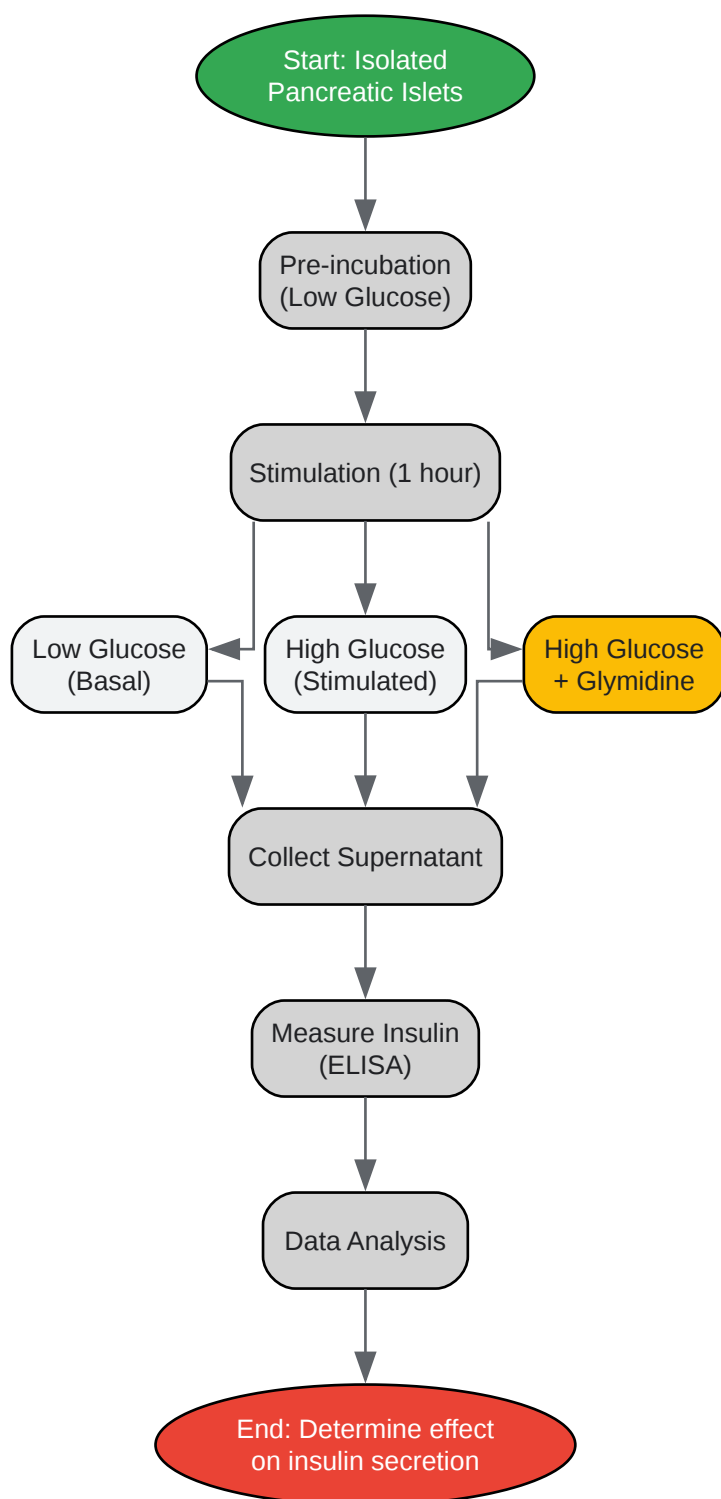 Start: Isolated
Pancreatic Islets
Pre-incubation
(Low Glucose)
Stimulation (1 hour)
Low Glucose
(Basal)
High Glucose
(Stimulated)
High Glucose
+ Glymidine
Collect Supernatant
Measure Insulin
(ELISA)
Data Analysis
End: Determine effect
on insulin secretion